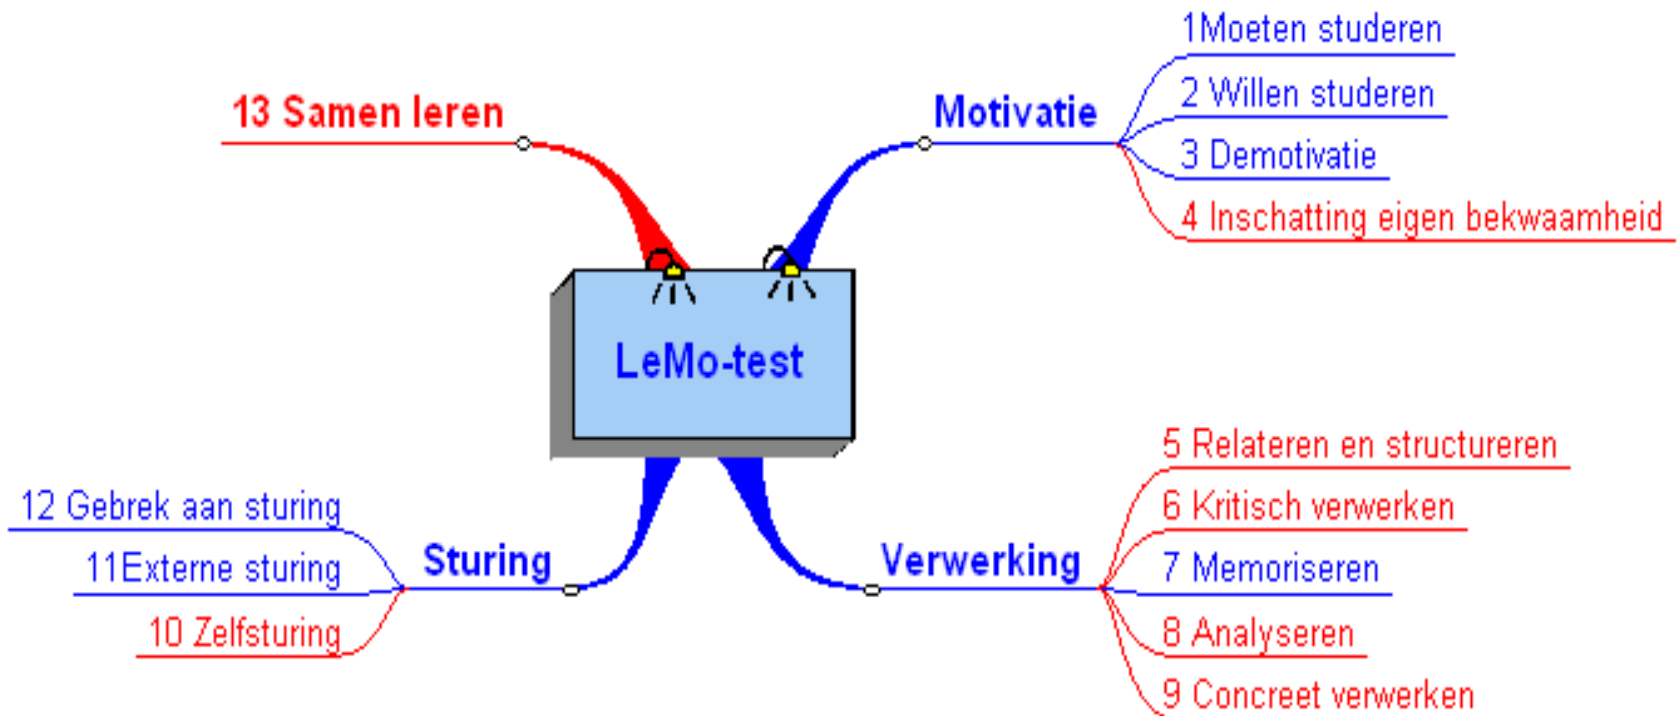 LeMo-test
Motivatie
1Moeten studeren
2 Willen studeren
3 Demotivatie
4 Inschatting eigen bekwaamheid
Verwerking
5 Relateren en structureren
6 Kritisch verwerken
7 Memoriseren
8 Analyseren
9 Concreet verwerken
Sturing
10 Zelfsturing
11Externe sturing
12 Gebrek aan sturing
13 Samen leren